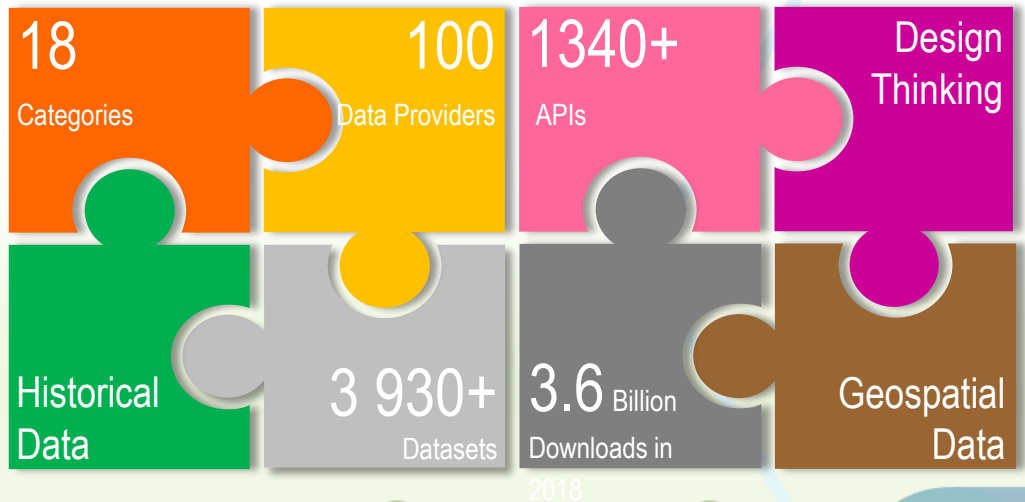 18
Categories
100
Data Providers
1340+
APIs
Design
Thinking
Historical
Data
3 930+
Datasets
3.6 Billion
Downloads in
2018
Geospatial
Data